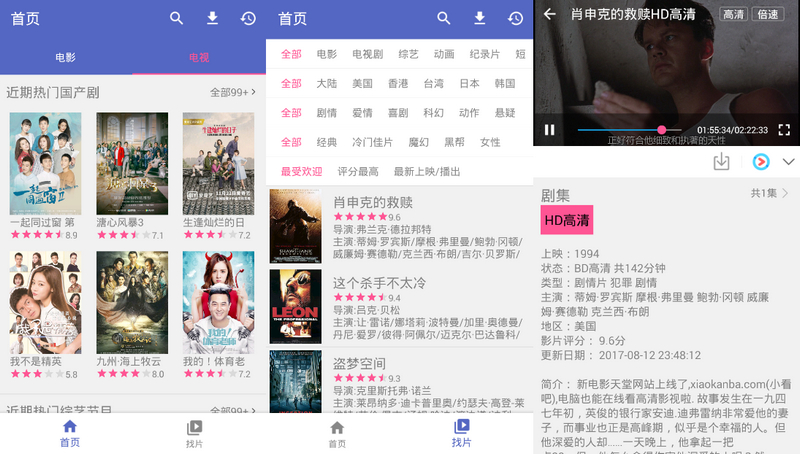 首页
电影
电视
近期热门国产剧
全部99+
一起同过窗 第
8.9
溏心风暴3
7.1
生逢灿烂的日
8.2
我不是精英
5.8
九州·海上牧云
8.0
我的！体育老
7.2
近期热门综艺节目
全部99+
首页
找片
首页
全部 电影 电视剧 综艺 动画 纪录片 短
全部 大陆 美国 香港 台湾 日本 韩国
全部 剧情 爱情 喜剧 科幻 动作 悬疑
全部 经典 冷门佳片 魔幻 黑帮 女性
最受欢迎 评分最高 最新上映/播出
肖申克的救赎
9.6
导演:弗兰克·德拉邦特
主演:蒂姆·罗宾斯/摩根·弗里曼/鲍勃·冈顿/
威廉姆·赛德勒/克兰西·布朗/吉尔·贝罗斯/
LEON
THE PROFESSIONAL
这个杀手不太冷
9.4
导演:吕克·贝松
主演:让·雷诺/娜塔莉·波特曼/加里·奥德曼/
丹尼·爱罗/彼得·阿佩尔/迈克尔·巴达鲁科/
盗梦空间
9.3
导演:克里斯托弗·诺兰
主演:莱昂纳多·迪卡普里奥/约瑟夫·高登-莱
首页
找片
肖申克的救赎HD高清
高清
倍速
01:55:34/02:22:33
正好符合他细致和执著的天性
剧集
共1集
HD高清
上映：1994
状态：BD高清 共142分钟
类型：剧情片 犯罪 剧情
主演：蒂姆·罗宾斯 摩根·弗里曼 鲍勃·冈顿 威廉
姆·赛德勒 克兰西·布朗
地区：美国
影片评分： 9.6分
更新日期： 2017-08-12 23:48:12
简介： 新电影天堂网站上线了,xiaokanba.com(小看
吧),电脑也能在线看高清影视啦. 故事发生在一九四
七年初，英俊的银行家安迪.迪弗雷纳非常爱他的妻
子，而事业也正是高峰期，似乎是个幸福的人。但
他深爱的人却……一天晚上，他拿起一把